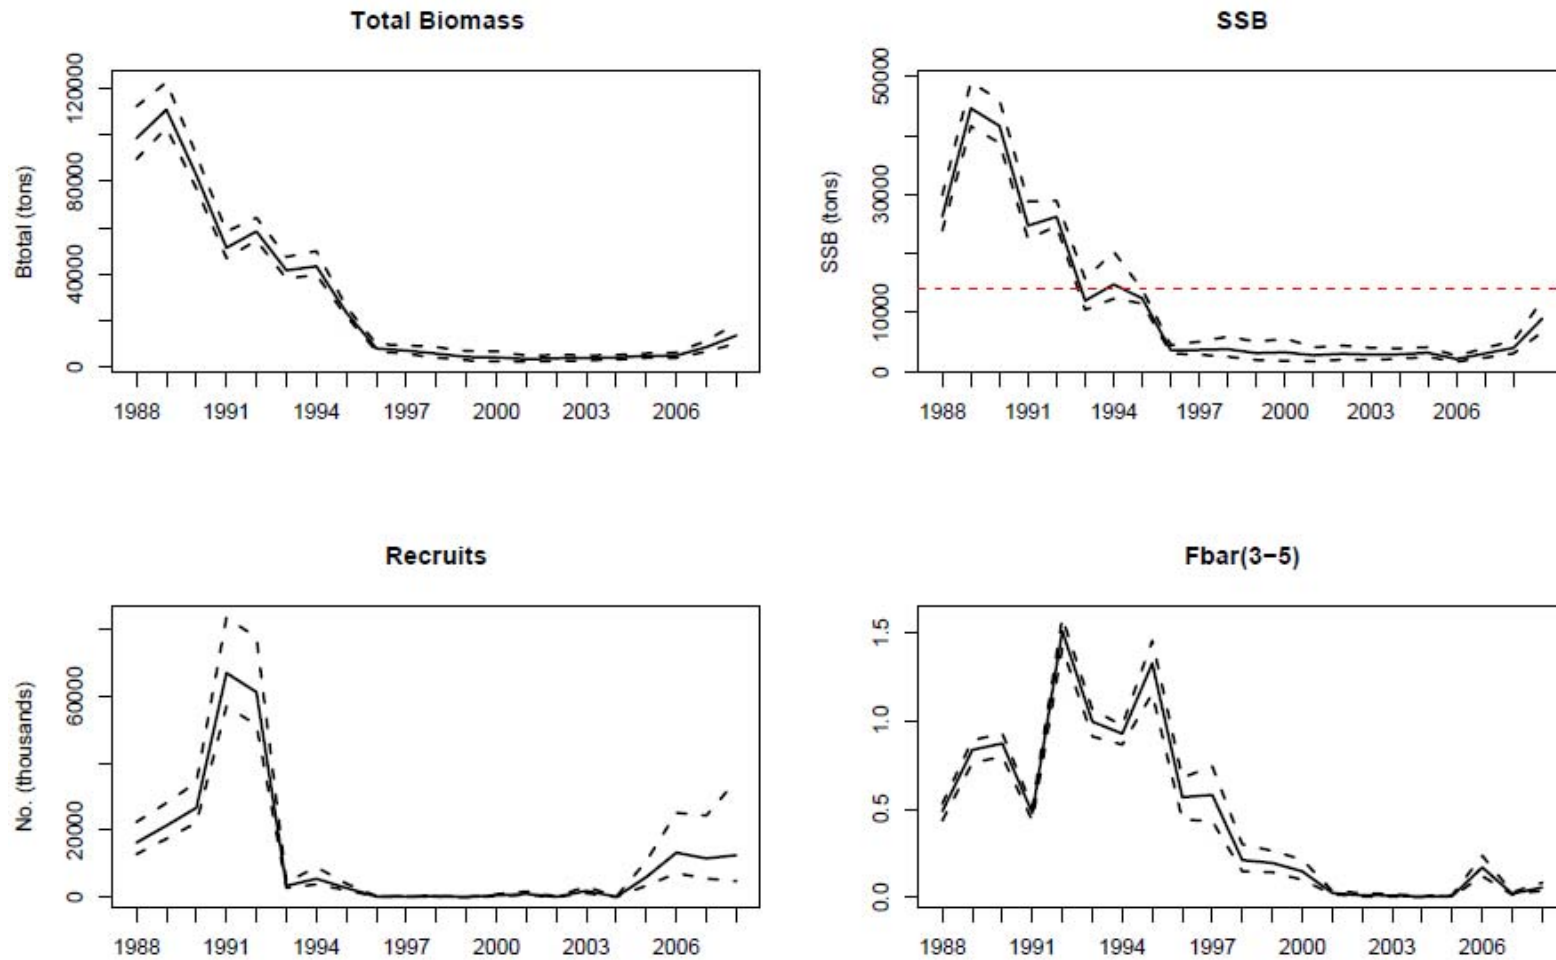 Total Biomass
Btotal (tons)
120000
80000
40000
0
1988 1991 1994 1997 2000 2003 2006
SSB
SSB (tons)
50000
30000
10000
0
1988 1991 1994 1997 2000 2003 2006
Recruits
No. (thousands)
60000
20000
0
1988 1991 1994 1997 2000 2003 2006
Fbar(3−5)
1.5
1.0
0.5
0.0
1988 1991 1994 1997 2000 2003 2006